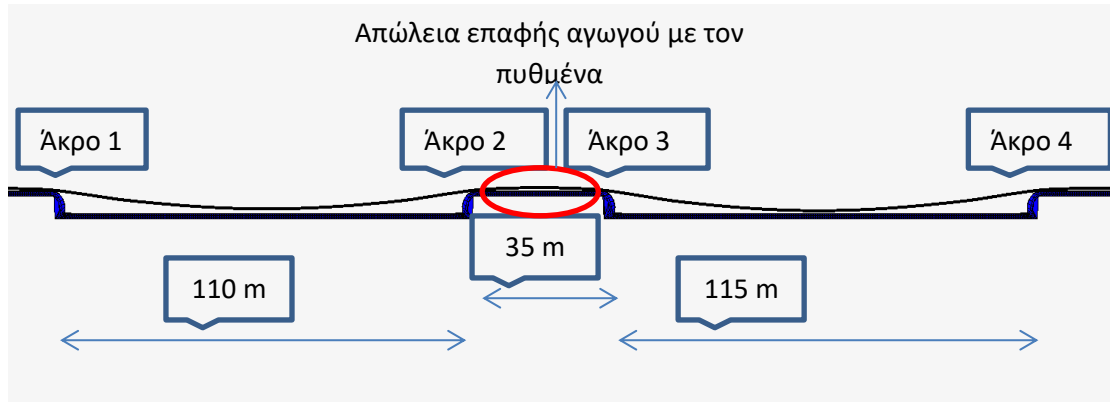 Απώλεια επαφής αγωγού με τον
πυθμένα
Άκρο 1
Άκρο 2
Άκρο 3
Άκρο 4
35 m
110 m
115 m